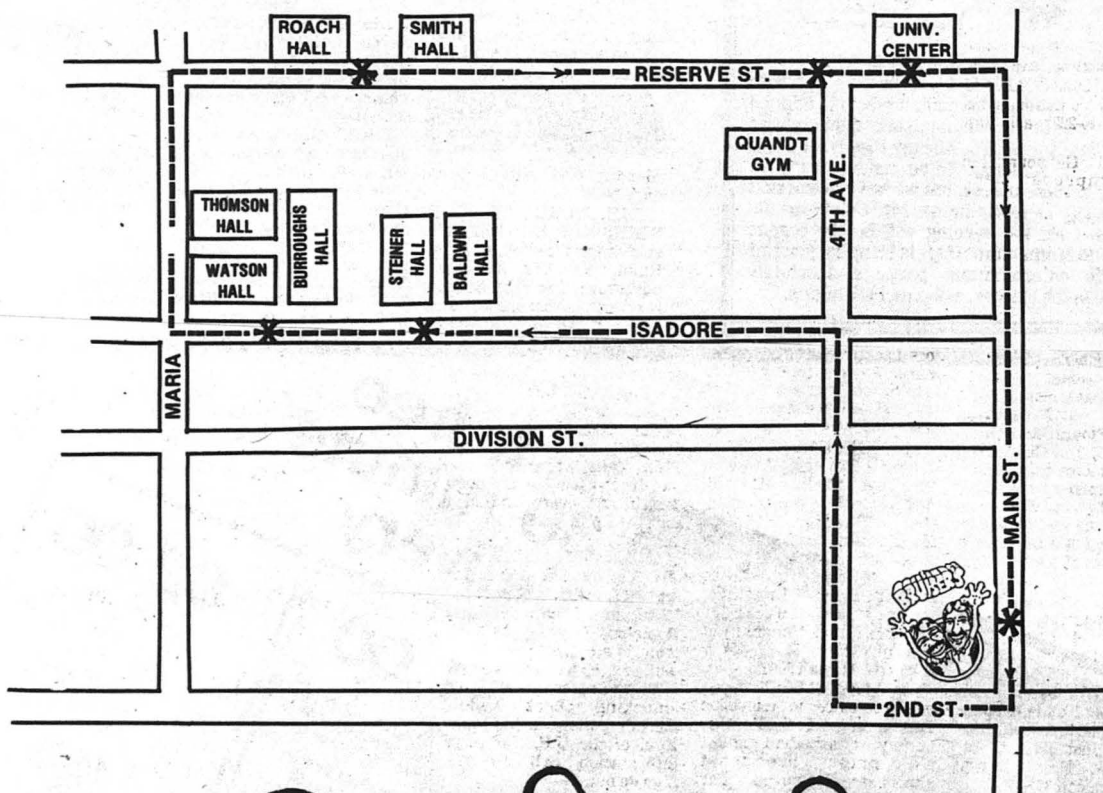 ROACH
HALL
SMITH
HALL
UNIV.
CENTER
RESERVE ST.
QUANDT
GYM
4TH AVE.
THOMSON
HALL
BURROUGHS
HALL
WATSON
HALL
STEINER
HALL
BALDWIN
HALL
ISADORE
MARIA
DIVISION ST.
MAIN ST.
BRUISER'S
2ND ST.